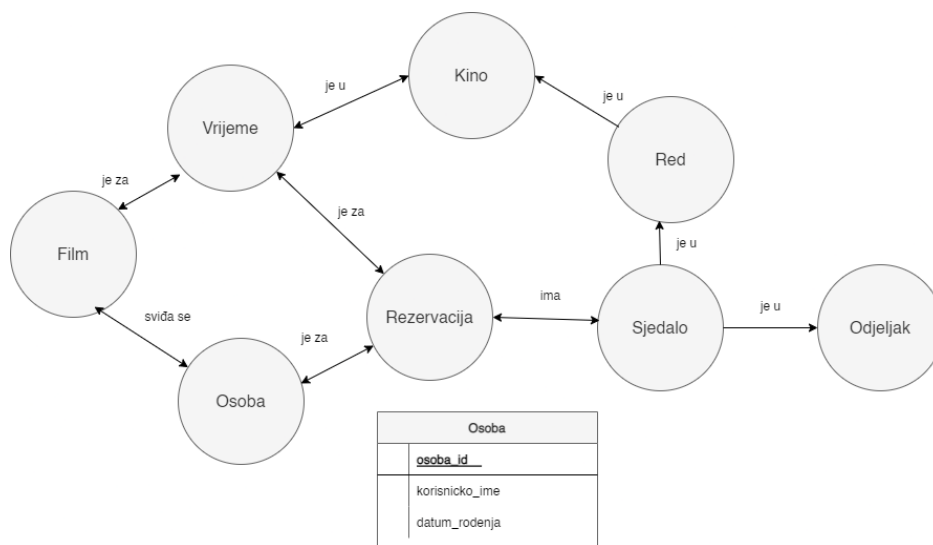 Kino
je u
Vrijeme
je u
Red
je za
je za
Film
je u
sviđa se
je za
Rezervacija
ima
Sjedalo
je u
Odjeljak
Osoba
Osoba
osoba_id
korisnicko_ime
datum_rodenja